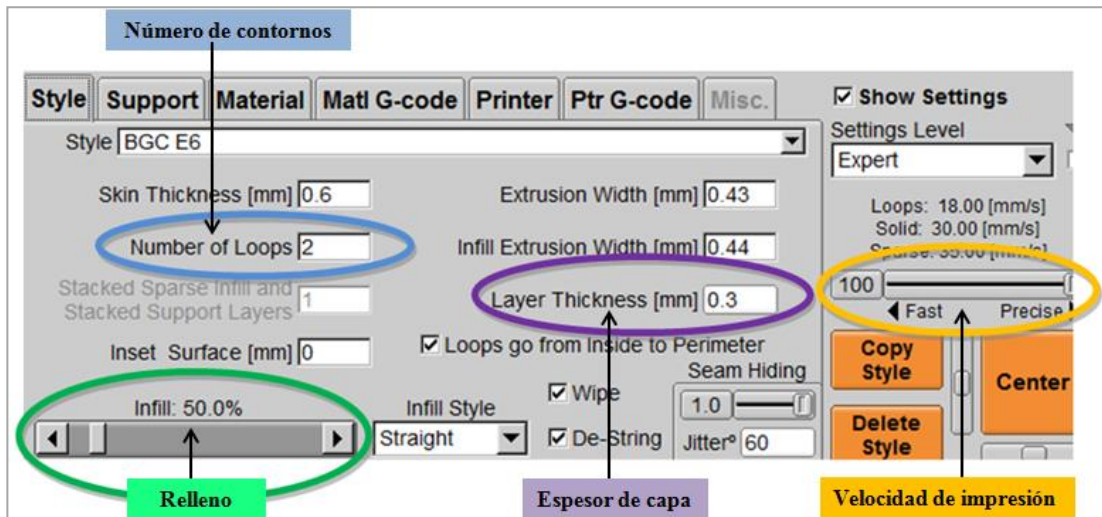 Número de contornos
Style Support Material Matl G-code Printer Ptr G-code Misc.
Show Settings
Style BGC E6
Settings Level
Expert
Skin Thickness [mm] 0.6
Extrusion Width [mm] 0.43
Loops: 18.00 [mm/s]
Solid: 30.00 [mm/s]
Sparse: 35.00 [mm/s]
Number of Loops 2
Infill Extrusion Width [mm] 0.44
Stacked Sparse Infill and
Stacked Support Layers 1
Layer Thickness [mm] 0.3
100
Fast Precise
Inset Surface [mm] 0
Loops go from Inside to Perimeter
Copy
Style
Center
Infill: 50.0%
Infill Style
Straight
Wipe
De-String
Seam Hiding
1.0
Jitterº 60
Delete
Style
Relleno
Espesor de capa
Velocidad de impresión